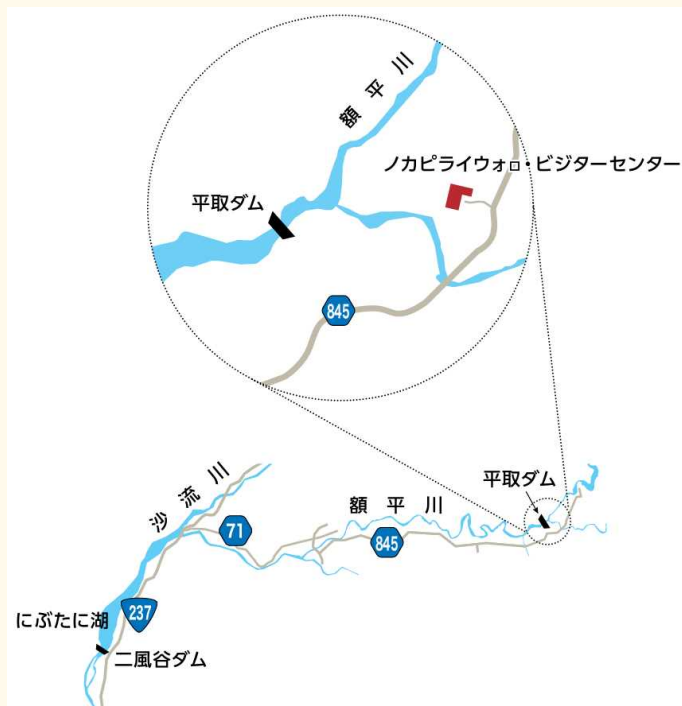 額平川
ノカピライウォㇿ・ビジターセンター
平取ダム
845
平取ダム
沙流川
額平川
71
845
237
にぶたに湖
二風谷ダム